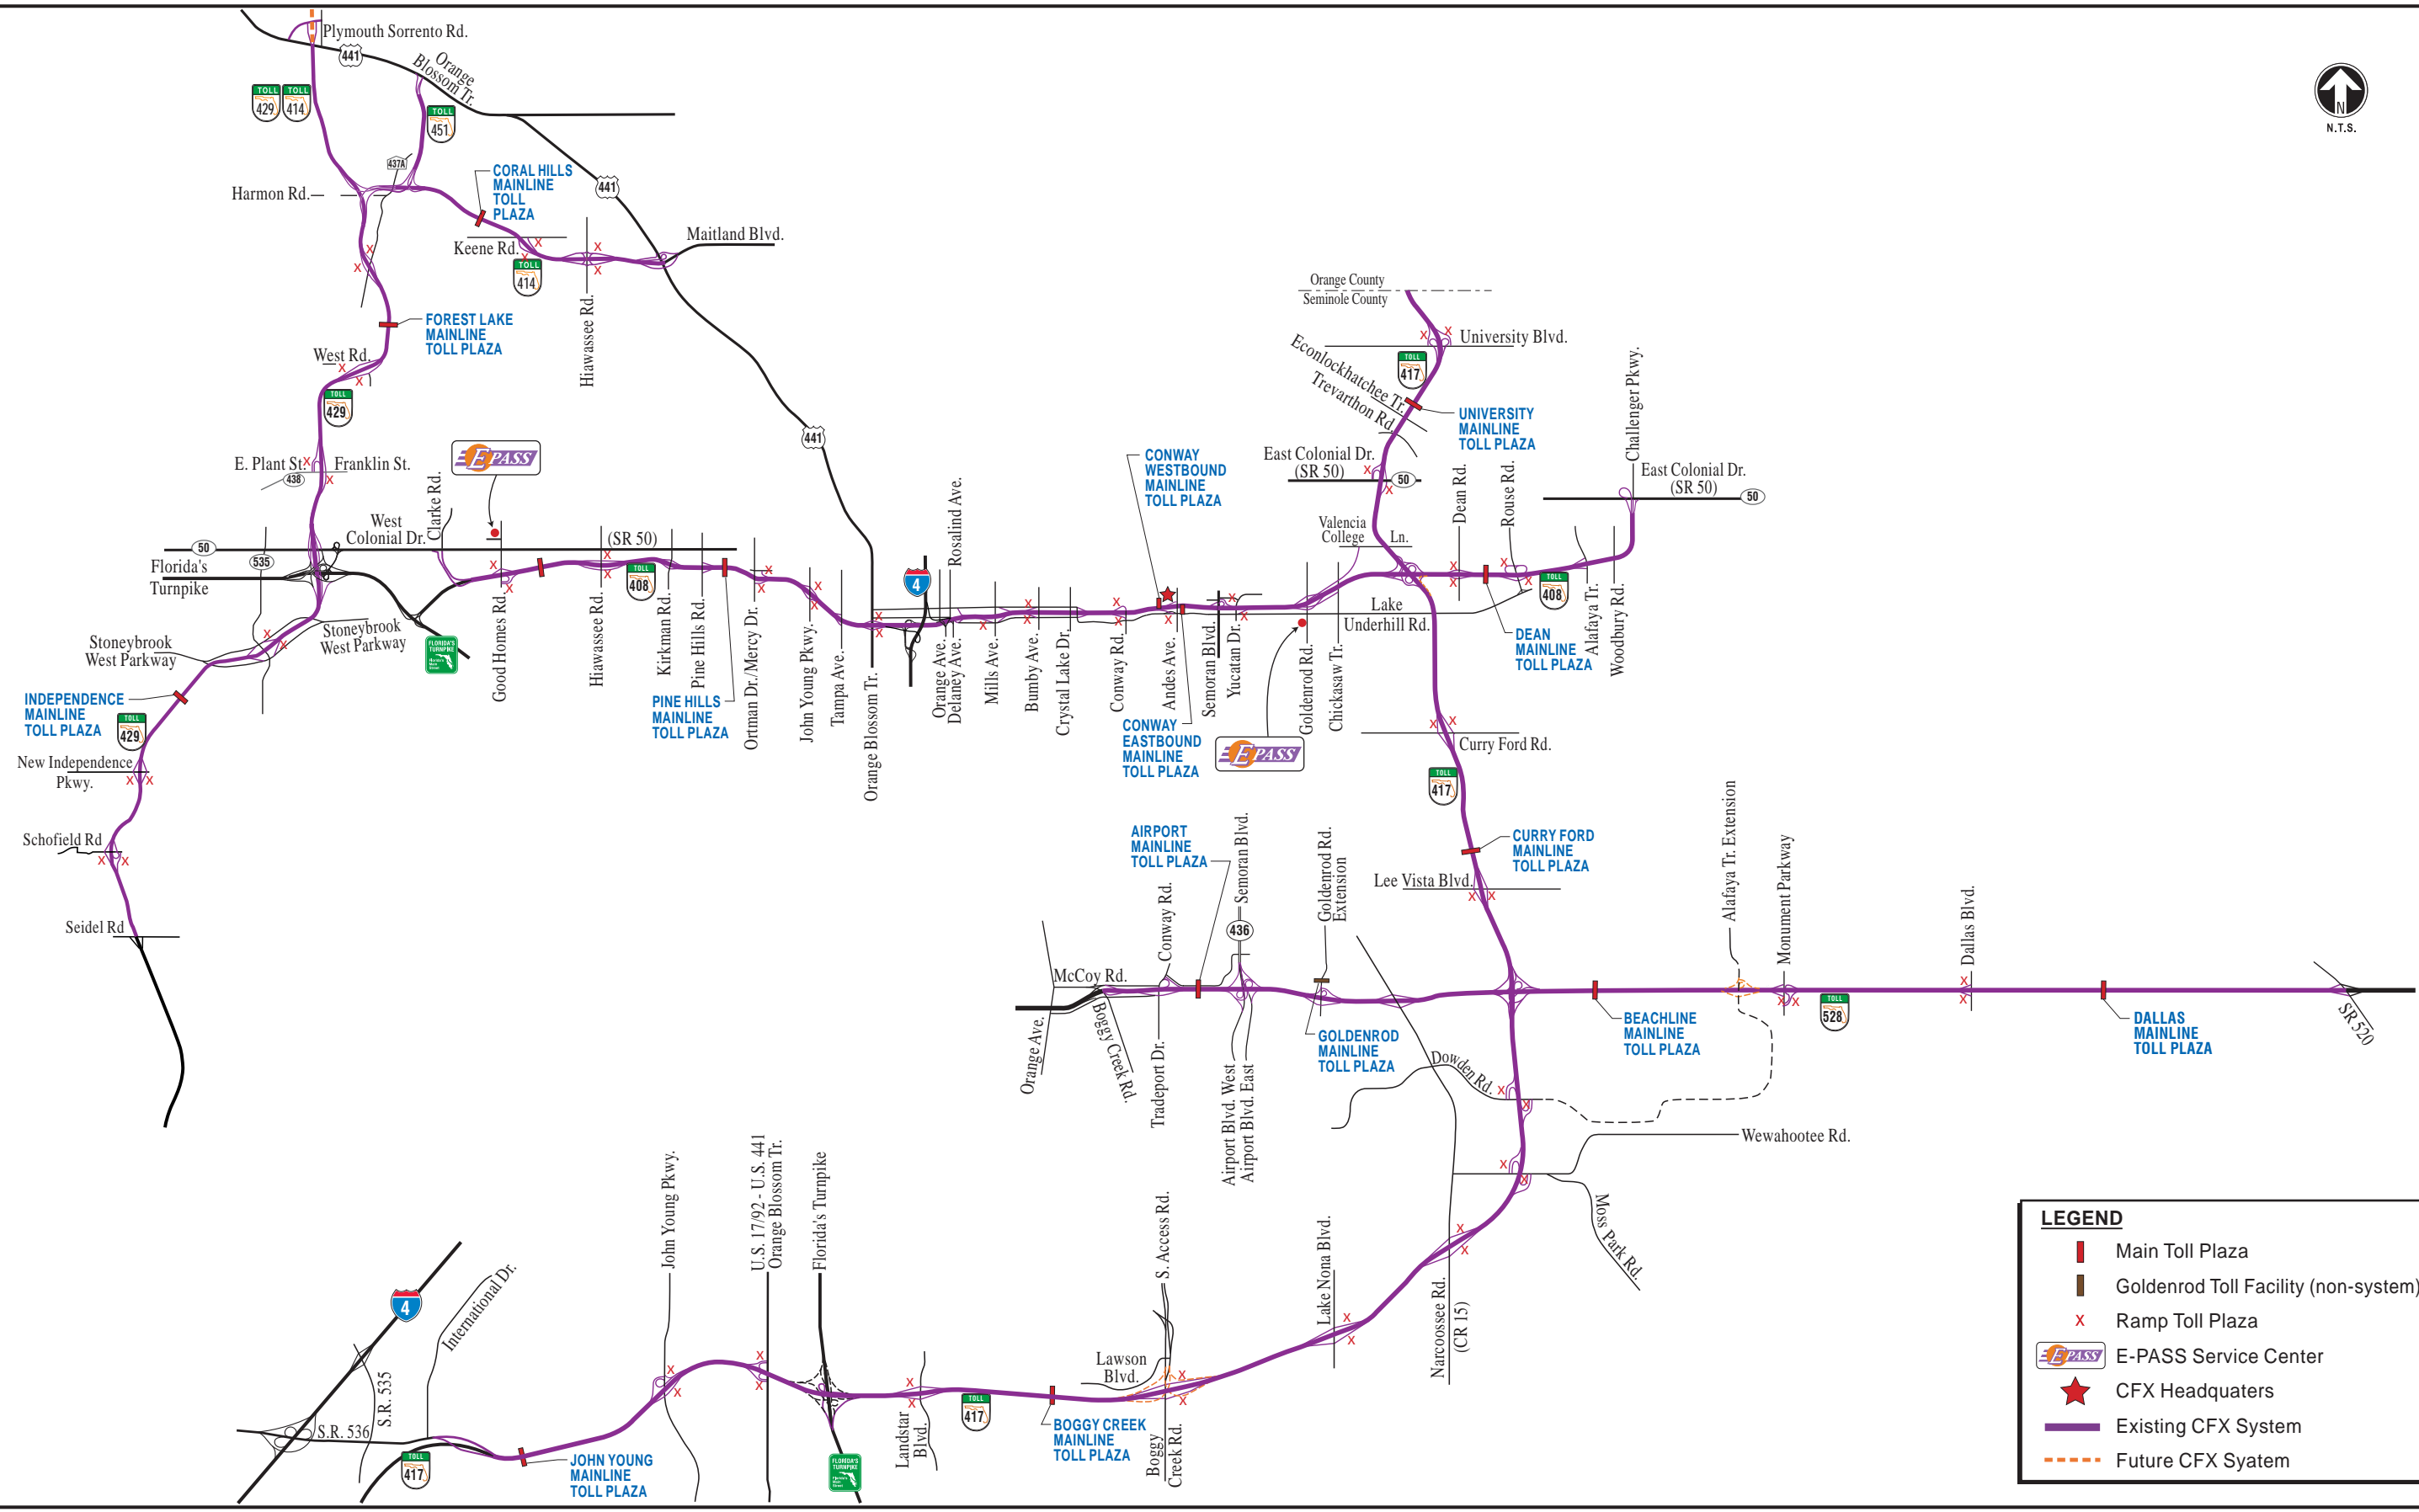 Plymouth Sorrento Rd.
441
Orange
Blossom Tr.
TOLL
429
TOLL
414
TOLL
451
N
N.T.S.
437A
Harmon Rd.
CORAL HILLS
MAINLINE
TOLL
PLAZA
441
Keene Rd.
Maitland Blvd.
TOLL
414
Hiawassee Rd.
FOREST LAKE
MAINLINE
TOLL PLAZA
West Rd.
TOLL
429
Orange County
Seminole County
University Blvd.
Econlockhatchee Tr.
Trevarthon Rd.
TOLL
417
UNIVERSITY
MAINLINE
TOLL PLAZA
Challenger Pkwy.
441
E. Plant St.
Franklin St.
438
E-PASS
Clarke Rd.
CONWAY
WESTBOUND
MAINLINE
TOLL PLAZA
East Colonial Dr.
(SR 50)
50
Dean Rd.
Rouse Rd.
East Colonial Dr.
(SR 50)
50
West
Colonial Dr.
(SR 50)
50
535
Florida's
Turnpike
Valencia
College
Ln.
Rosalind Ave.
4
TOLL
408
TOLL
408
Lake
Underhill Rd.
Stoneybrook
West Parkway
Stoneybrook
West Parkway
FLORIDA'S
TURNPIKE
Good Homes Rd.
Hiawassee Rd.
Kirkman Rd.
Pine Hills Rd.
Ortman Dr./Mercy Dr.
John Young Pkwy.
Tampa Ave.
Orange Blossom Tr.
Orange Ave.
Delaney Ave.
Mills Ave.
Bumby Ave.
Crystal Lake Dr.
Conway Rd.
Andes Ave.
Semoran Blvd.
Yucatan Dr.
Goldenrod Rd.
Chickasaw Tr.
DEAN
MAINLINE
TOLL PLAZA
Alafaya Tr.
Woodbury Rd.
INDEPENDENCE
MAINLINE
TOLL PLAZA
TOLL
429
PINE HILLS
MAINLINE
TOLL PLAZA
CONWAY
EASTBOUND
MAINLINE
TOLL PLAZA
E-PASS
Curry Ford Rd.
TOLL
417
New Independence
Pkwy.
Schofield Rd
Seidel Rd
AIRPORT
MAINLINE
TOLL PLAZA
Semoran Blvd.
436
Goldenrod Rd.
Extension
CURRY FORD
MAINLINE
TOLL PLAZA
Lee Vista Blvd.
Alafaya Tr. Extension
Monument Parkway
Dallas Blvd.
McCoy Rd.
Conway Rd.
Orange Ave.
Boggy Creek Rd.
Tradeport Dr.
Airport Blvd. West
Airport Blvd. East
GOLDENROD
MAINLINE
TOLL PLAZA
Dowden Rd.
BEACHLINE
MAINLINE
TOLL PLAZA
TOLL
528
DALLAS
MAINLINE
TOLL PLAZA
SR 520
Wewahootee Rd.
Moss Park Rd.
John Young Pkwy.
U.S. 17/92 - U.S. 441
Orange Blossom Tr.
Florida's Turnpike
S. Access Rd.
Lake Nona Blvd.
Narcoossee Rd.
(CR 15)
4
International Dr.
S.R. 535
S.R. 536
TOLL
417
JOHN YOUNG
MAINLINE
TOLL PLAZA
FLORIDA'S
TURNPIKE
Landstar
Blvd.
TOLL
417
Lawson
Blvd.
BOGGY CREEK
MAINLINE
TOLL PLAZA
Boggy
Creek Rd.
LEGEND
Main Toll Plaza
Goldenrod Toll Facility (non-system)
x Ramp Toll Plaza
E-PASS E-PASS Service Center
CFX Headquaters
Existing CFX System
Future CFX Syatem